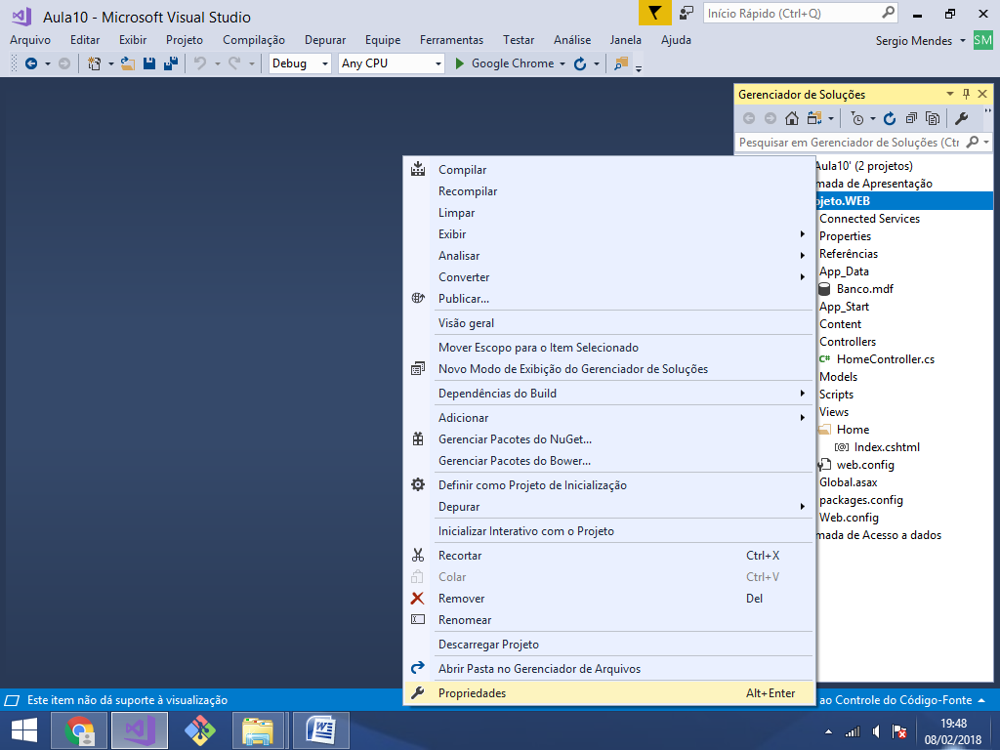 Aula10 - Microsoft Visual Studio
Início Rápido (Ctrl+Q)
Arquivo Editar Exibir Projeto Compilação Depurar Equipe Ferramentas Testar Análise Janela Ajuda
Sergio Mendes SM
Debug Any CPU Google Chrome
Gerenciador de Soluções
Pesquisar em Gerenciador de Soluções (Ctr
Aula10' (2 projetos)
mada de Apresentação
ojeto.WEB
Connected Services
Properties
Referências
App_Data
Banco.mdf
App_Start
Content
Controllers
C# HomeController.cs
Models
Scripts
Views
Home
[@] Index.cshtml
web.config
Global.asax
packages.config
Web.config
mada de Acesso a dados
Compilar
Recompilar
Limpar
Exibir
Analisar
Converter
Publicar...
Visão geral
Mover Escopo para o Item Selecionado
Novo Modo de Exibição do Gerenciador de Soluções
Dependências do Build
Adicionar
Gerenciar Pacotes do NuGet...
Gerenciar Pacotes do Bower...
Definir como Projeto de Inicialização
Depurar
Inicializar Interativo com o Projeto
Recortar Ctrl+X
Colar Ctrl+V
Remover Del
Renomear
Descarregar Projeto
Abrir Pasta no Gerenciador de Arquivos
Propriedades Alt+Enter
Este item não dá suporte à visualização
ao Controle do Código-Fonte
19:48
08/02/2018